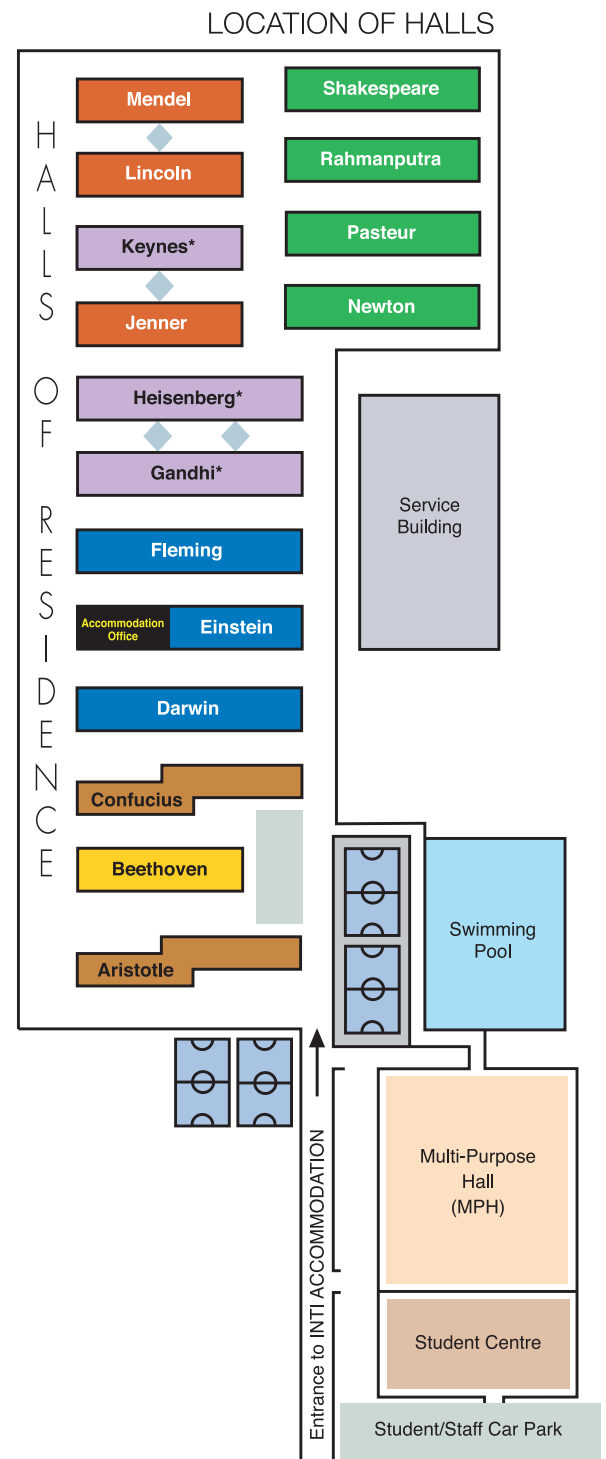 LOCATION OF HALLS
HALLS OF RESIDENCE
Mendel
Lincoln
Keynes*
Jenner
Heisenberg*
Gandhi*
Fleming
Accommodation
Office
Einstein
Darwin
Confucius
Beethoven
Aristotle
Shakespeare
Rahmanputra
Pasteur
Newton
Service
Building
Swimming
Pool
Entrance to INTI ACCOMMODATION
Multi-Purpose
Hall
(MPH)
Student Centre
Student/Staff Car Park